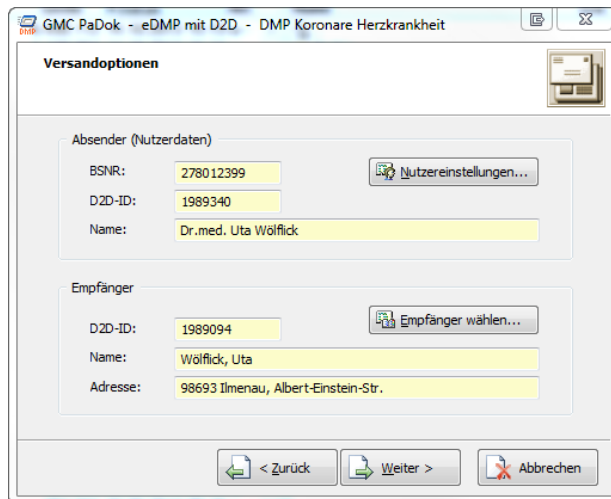 GMC PaDok - eDMP mit D2D - DMP Koronare Herzkrankheit
Versandoptionen
Absender (Nutzerdaten)
BSNR: 278012399 Nutzereinstellungen...
D2D-ID: 1989340
Name: Dr.med. Uta Wölflick
Empfänger
D2D-ID: 1989094 Empfänger wählen...
Name: Wölflick, Uta
Adresse: 98693 Ilmenau, Albert-Einstein-Str.
< Zurück Weiter > Abbrechen